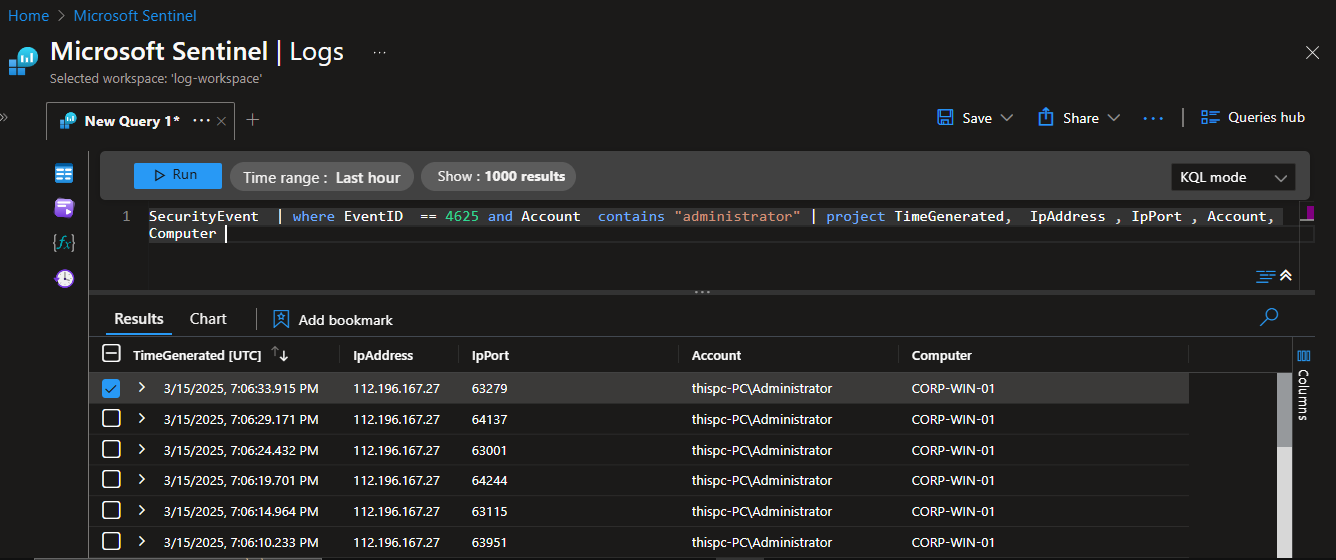 Home > Microsoft Sentinel
Microsoft Sentinel | Logs ...
Selected workspace: 'log-workspace'
New Query 1* ... × +
Save Share ... | Queries hub
Run Time range : Last hour Show : 1000 results KQL mode
1 SecurityEvent | where EventID == 4625 and Account contains "administrator" | project TimeGenerated, IpAddress , IpPort , Account,
Computer
{fx}
Results Chart Add bookmark
TimeGenerated [UTC] ↑↓ IpAddress IpPort Account Computer
3/15/2025, 7:06:33.915 PM 112.196.167.27 63279 thispc-PC\Administrator CORP-WIN-01
3/15/2025, 7:06:29.171 PM 112.196.167.27 64137 thispc-PC\Administrator CORP-WIN-01
3/15/2025, 7:06:24.432 PM 112.196.167.27 63001 thispc-PC\Administrator CORP-WIN-01
3/15/2025, 7:06:19.701 PM 112.196.167.27 64244 thispc-PC\Administrator CORP-WIN-01
3/15/2025, 7:06:14.964 PM 112.196.167.27 63115 thispc-PC\Administrator CORP-WIN-01
3/15/2025, 7:06:10.233 PM 112.196.167.27 63951 thispc-PC\Administrator CORP-WIN-01
Columns